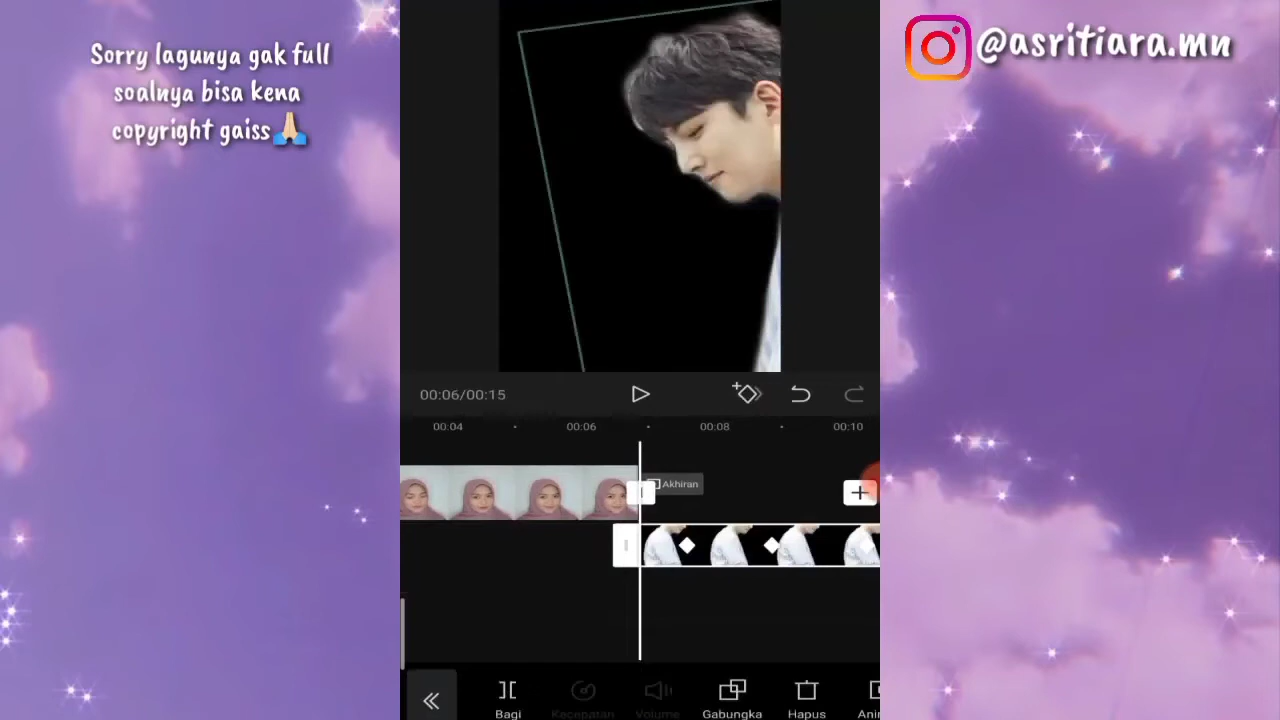 Sorry lagunya gak full
soalnya bisa kena
copyright gaiss🙏🏻
@asritiara.mn
00:06/00:15
00:04
00:06
00:08
00:10
Akhiran
Bagi
Kecepatan
Volume
Gabungka
Hapus
Anir